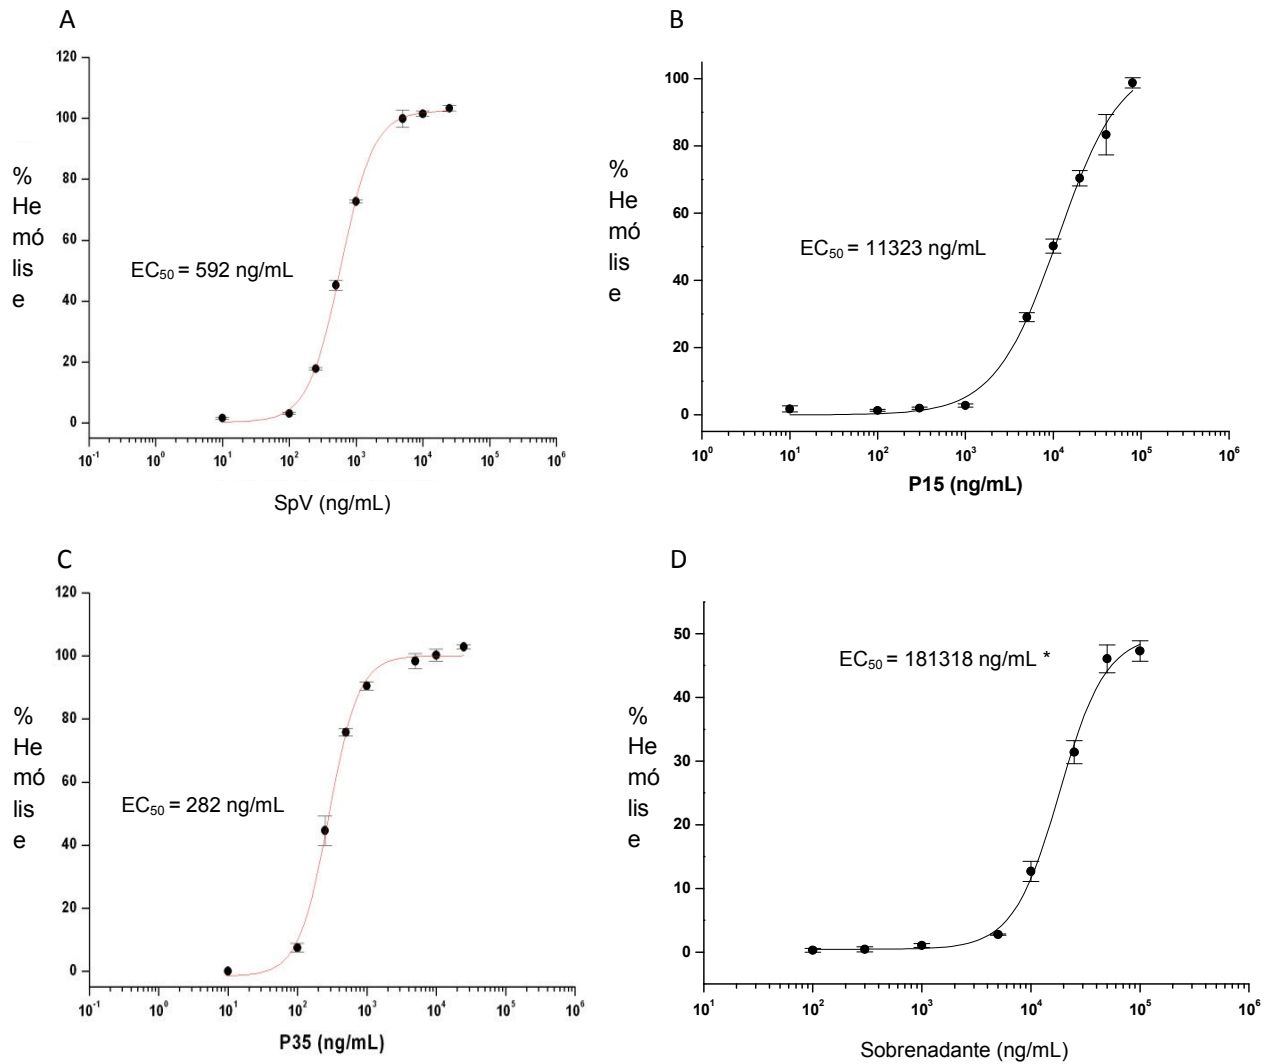 A
120
100
80
60
40
20
0
%
He
mó
lis
e
EC50 = 592 ng/mL
10-1 100 101 102 103 104 105 106
SpV (ng/mL)
B
100
80
60
40
20
0
%
He
mó
lis
e
EC50 = 11323 ng/mL
100 101 102 103 104 105 106
P15 (ng/mL)
C
120
100
80
60
40
20
0
%
He
mó
lis
e
EC50 = 282 ng/mL
10-1 100 101 102 103 104 105 106
P35 (ng/mL)
D
50
40
30
20
10
0
%
He
mó
lis
e
EC50 = 181318 ng/mL *
101 102 103 104 105 106
Sobrenadante (ng/mL)